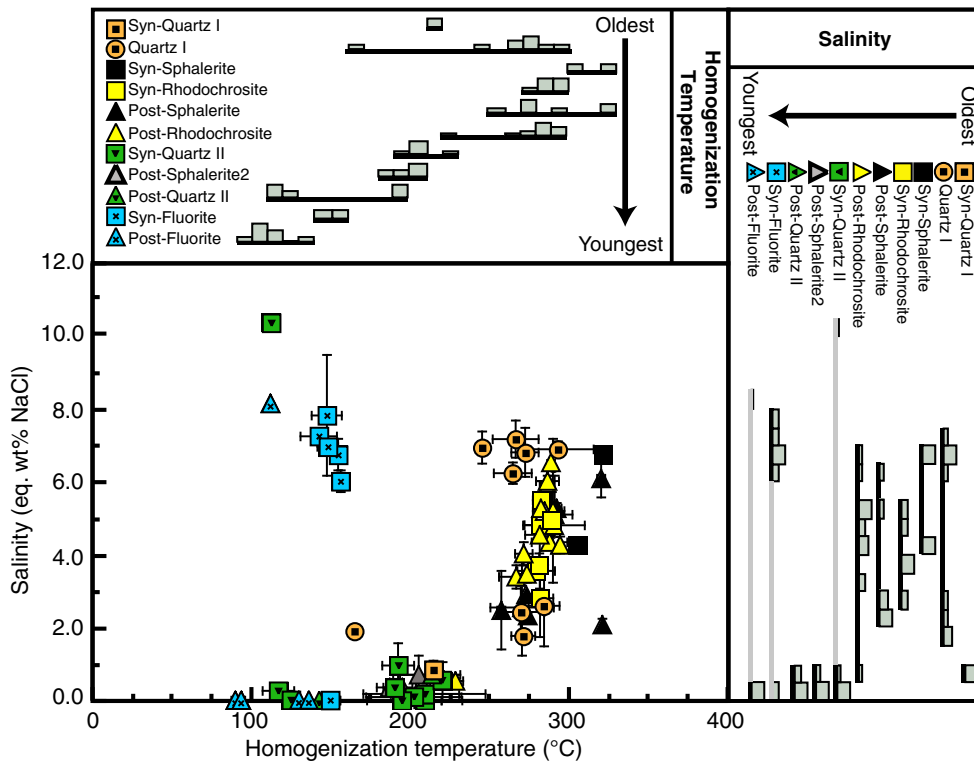 Syn-Quartz I
Quartz I
Syn-Sphalerite
Syn-Rhodochrosite
Post-Sphalerite
Post-Rhodochrosite
Syn-Quartz II
Post-Sphalerite2
Post-Quartz II
Syn-Fluorite
Post-Fluorite
Oldest
Youngest
Homogenization
Temperature
Salinity
Youngest
Oldest
Post-Fluorite
Syn-Fluorite
Post-Quartz II
Post-Sphalerite2
Syn-Quartz II
Post-Rhodochrosite
Post-Sphalerite
Syn-Rhodochrosite
Syn-Sphalerite
Quartz I
Syn-Quartz I
12.0
10.0
8.0
6.0
4.0
2.0
0.0
Salinity (eq. wt% NaCl)
0
100
200
300
400
Homogenization temperature (°C)